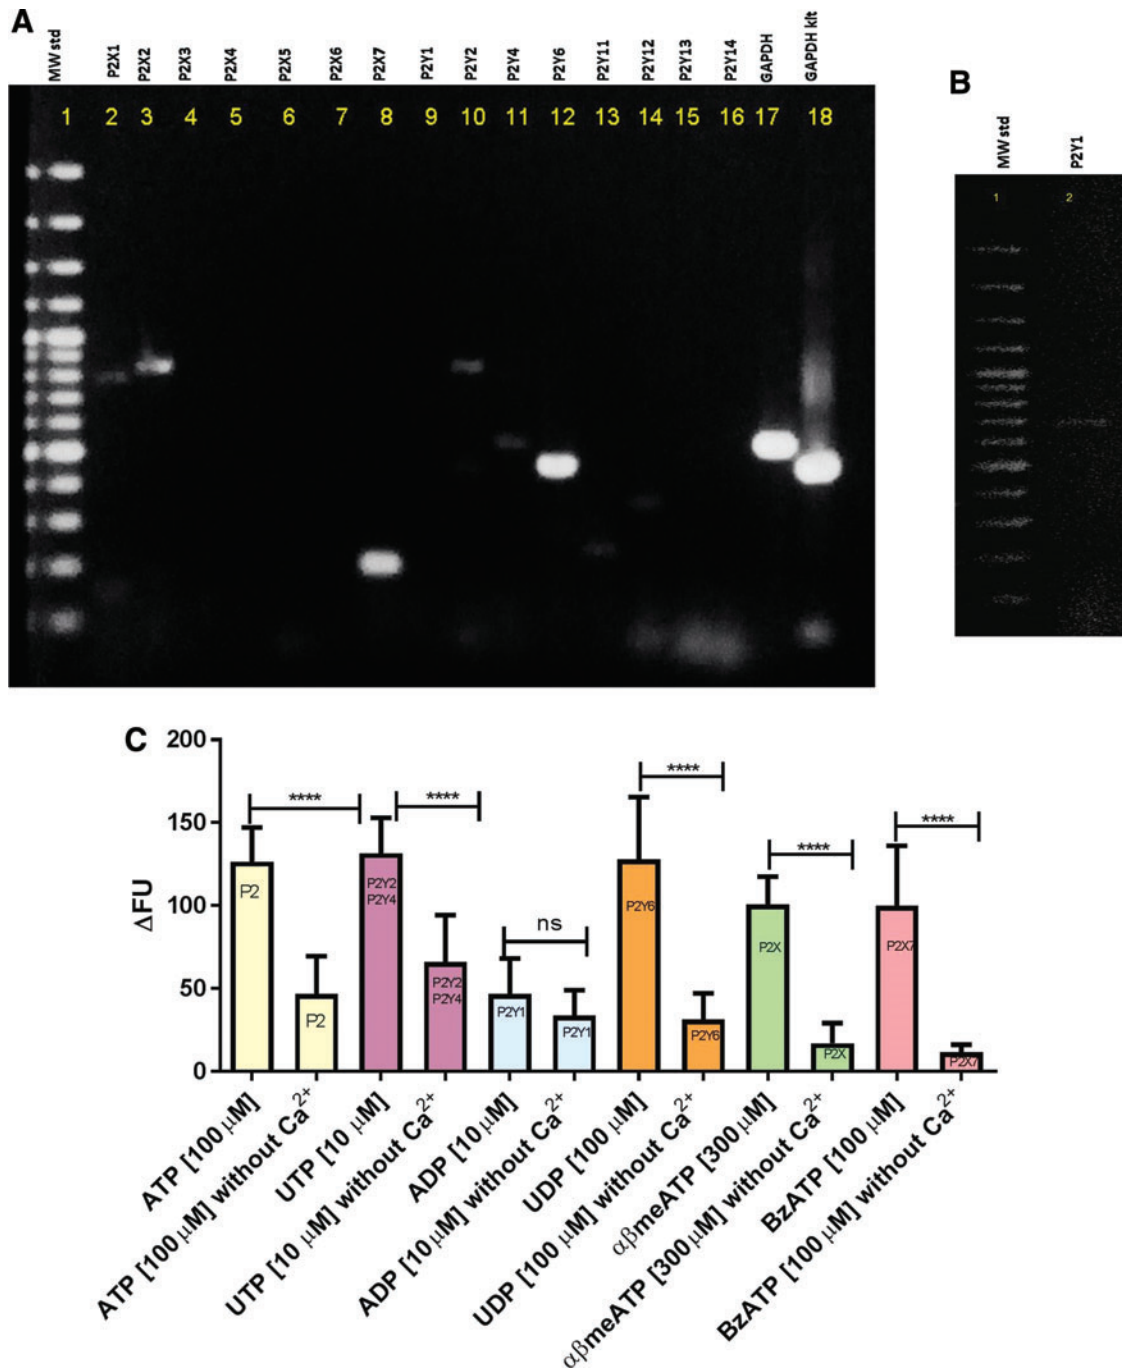 A
MW std P2X1 P2X2 P2X3 P2X4 P2X5 P2X6 P2X7 P2Y1 P2Y2 P2Y4 P2Y6 P2Y11 P2Y12 P2Y13 P2Y14 GAPDH GAPDH kit
1 2 3 4 5 6 7 8 9 10 11 12 13 14 15 16 17 18
B
MW std P2Y1
1 2
C
ΔFU
200
150
100
50
0
**** **** ns **** **** ****
P2
P2
P2Y2
P2Y4
P2Y2
P2Y4
P2Y1
P2Y1
P2Y6
P2Y6
P2X
P2X
P2X7
P2X7
ATP [100 μM]
ATP [100 μM] without Ca²⁺
UTP [10 μM]
UTP [10 μM] without Ca²⁺
ADP [10 μM]
ADP [10 μM] without Ca²⁺
UDP [100 μM]
UDP [100 μM] without Ca²⁺
αβmeATP [300 μM]
αβmeATP [300 μM] without Ca²⁺
BzATP [100 μM]
BzATP [100 μM] without Ca²⁺